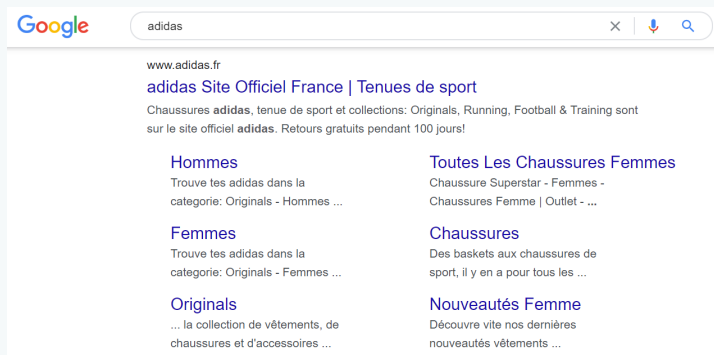 Google
adidas
www.adidas.fr
adidas Site Officiel France | Tenues de sport
Chaussures adidas, tenue de sport et collections: Originals, Running, Football & Training sont
sur le site officiel adidas. Retours gratuits pendant 100 jours!
Hommes
Trouve tes adidas dans la
categorie: Originals - Hommes ...
Toutes Les Chaussures Femmes
Chaussure Superstar - Femmes -
Chaussures Femme | Outlet - ...
Femmes
Trouve tes adidas dans la
categorie: Originals - Femmes ...
Chaussures
Des baskets aux chaussures de
sport, il y en a pour tous les ...
Originals
... la collection de vêtements, de
chaussures et d'accessoires ...
Nouveautés Femme
Découvre vite nos dernières
nouveautés vêtements ...